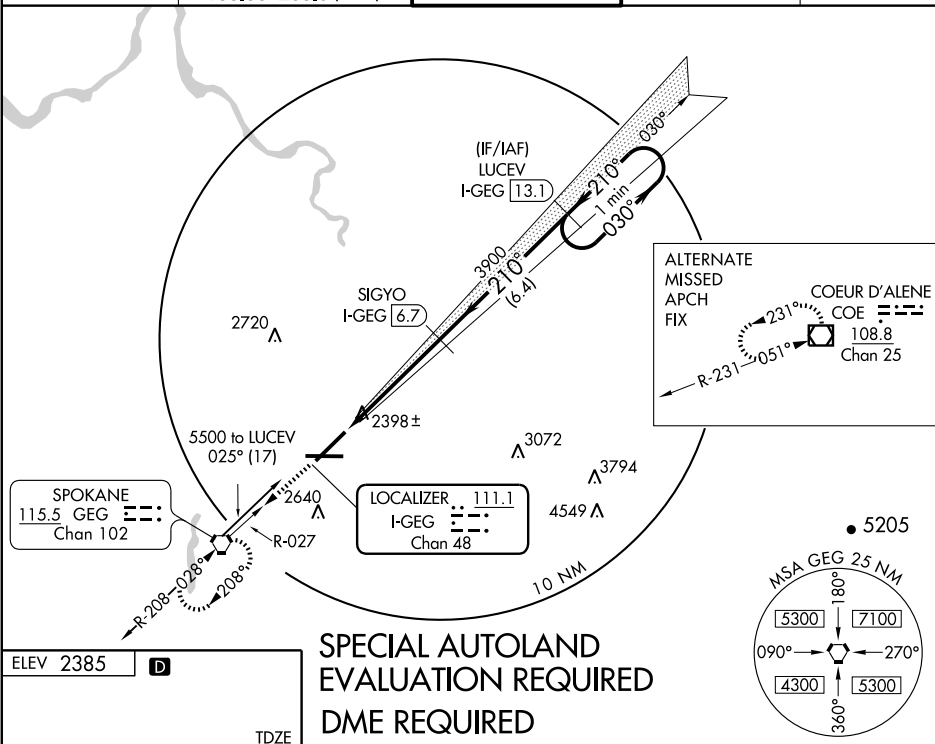 (IF/IAF)
LUCEV
I-GEG 13.1
030°
210°
1 min
030°
3900
210°
(6.4)
SIGYO
I-GEG 6.7
2720
2398 ±
ALTERNATE
MISSED
APCH
FIX
COEUR D'ALENE
COE
108.8
Chan 25
231°
R-231
051°
5500 to LUCEV
025° (17)
3072
3794
4549
2640
SPOKANE
115.5 GEG
Chan 102
LOCALIZER 111.1
I-GEG
Chan 48
R-027
R-208
028°
208°
10 NM
5205
MSA GEG 25 NM
180°
5300
7100
090°
270°
4300
5300
360°
ELEV 2385
D
TDZE
SPECIAL AUTOLAND
EVALUATION REQUIRED
DME REQUIRED